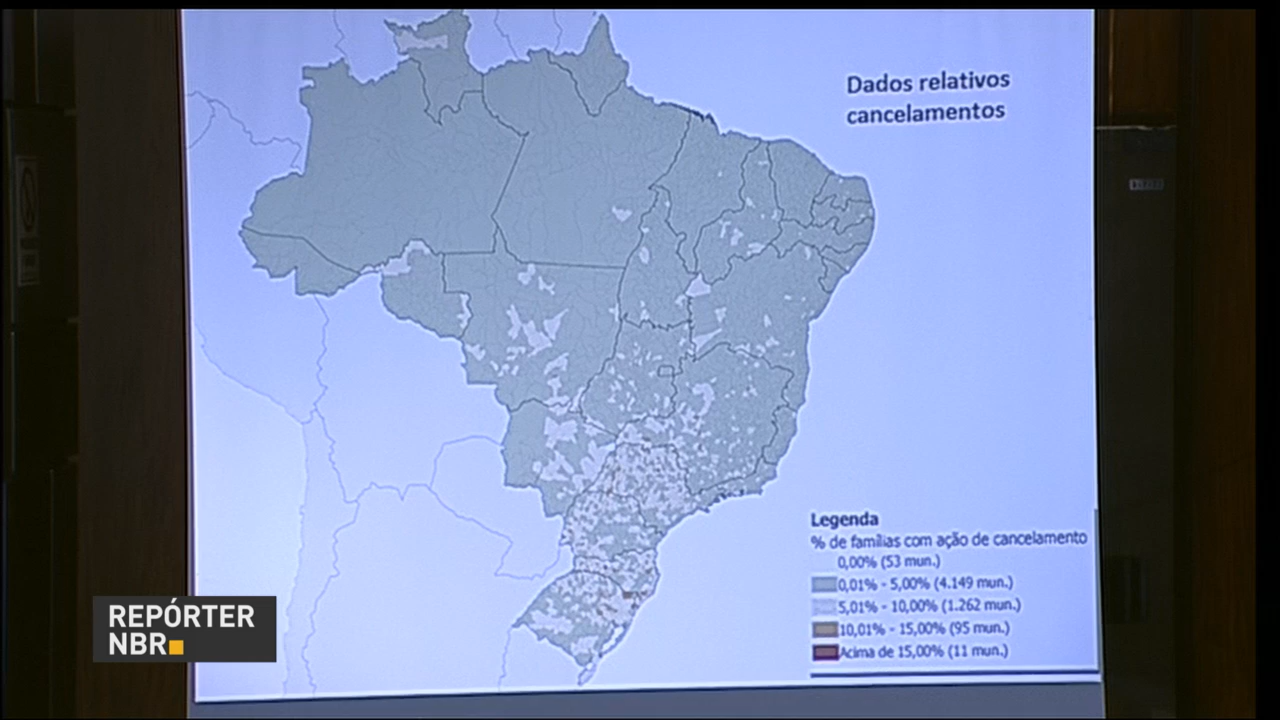 Dados relativos
cancelamentos
Legenda
% de famílias com ação de cancelamento
0,00% (53 mun.)
0,01% - 5,00% (4.149 mun.)
5,01% - 10,00% (1.262 mun.)
10,01% - 15,00% (95 mun.)
Acima de 15,00% (11 mun.)
REPÓRTER
NBR